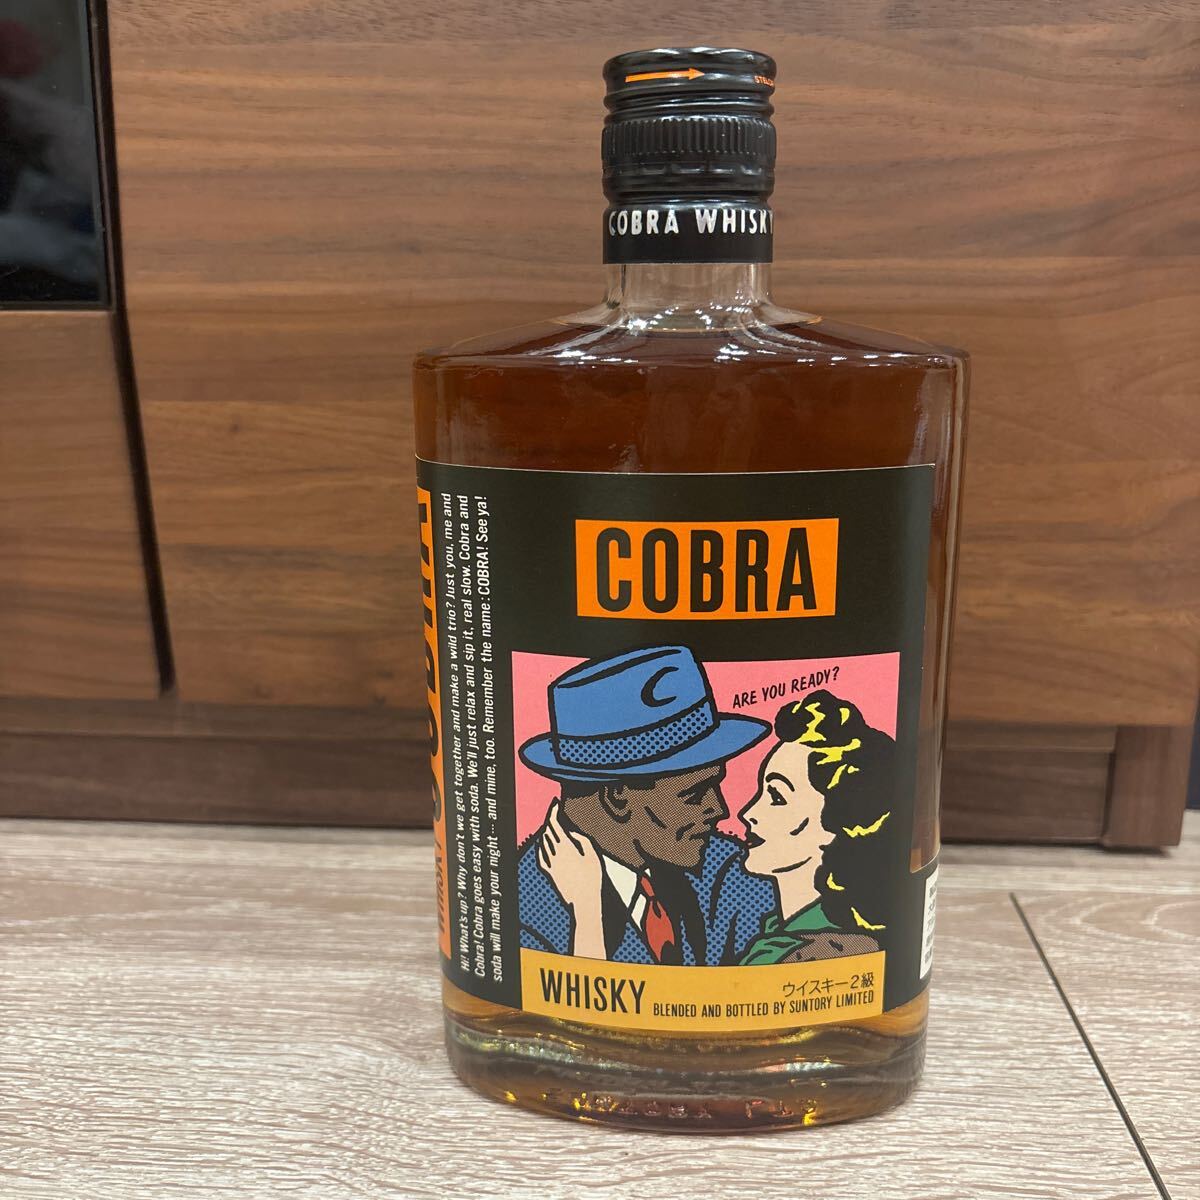 COBRA WHISKY
COBRA
ARE YOU READY?
WHISKY
ウイスキー2級
BLENDED AND BOTTLED BY SUNTORY LIMITED
WHISKY COBRA
Hi! What's up? Why don't we get together and make a wild trio? Just you, me and
Cobra! Cobra goes easy with soda. We'll just relax and sip it, real slow. Cobra and
soda will make your night… and mine, too. Remember the name: COBRA! See ya!